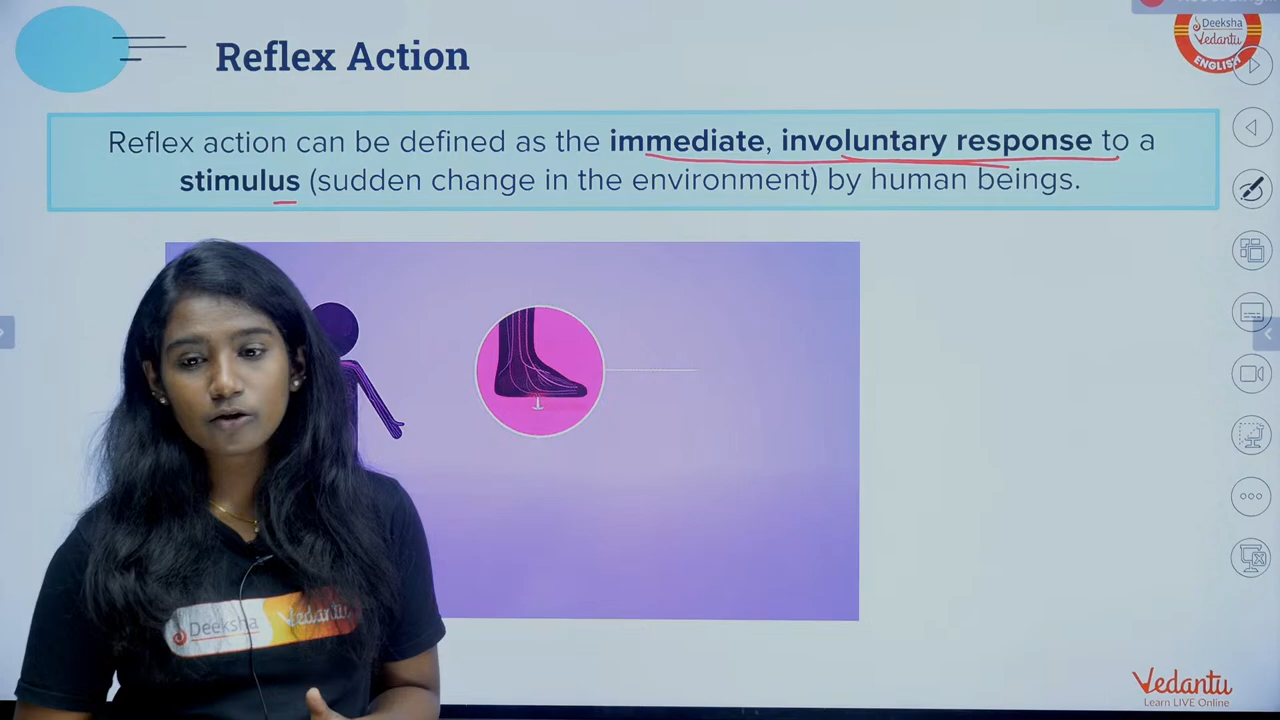 Reflex Action
Reflex action can be defined as the immediate, involuntary response to a
stimulus (sudden change in the environment) by human beings.
Deeksha
Vedantu
ENGLISH
Deeksha
Vedantu
Vedantu
Learn LIVE Online